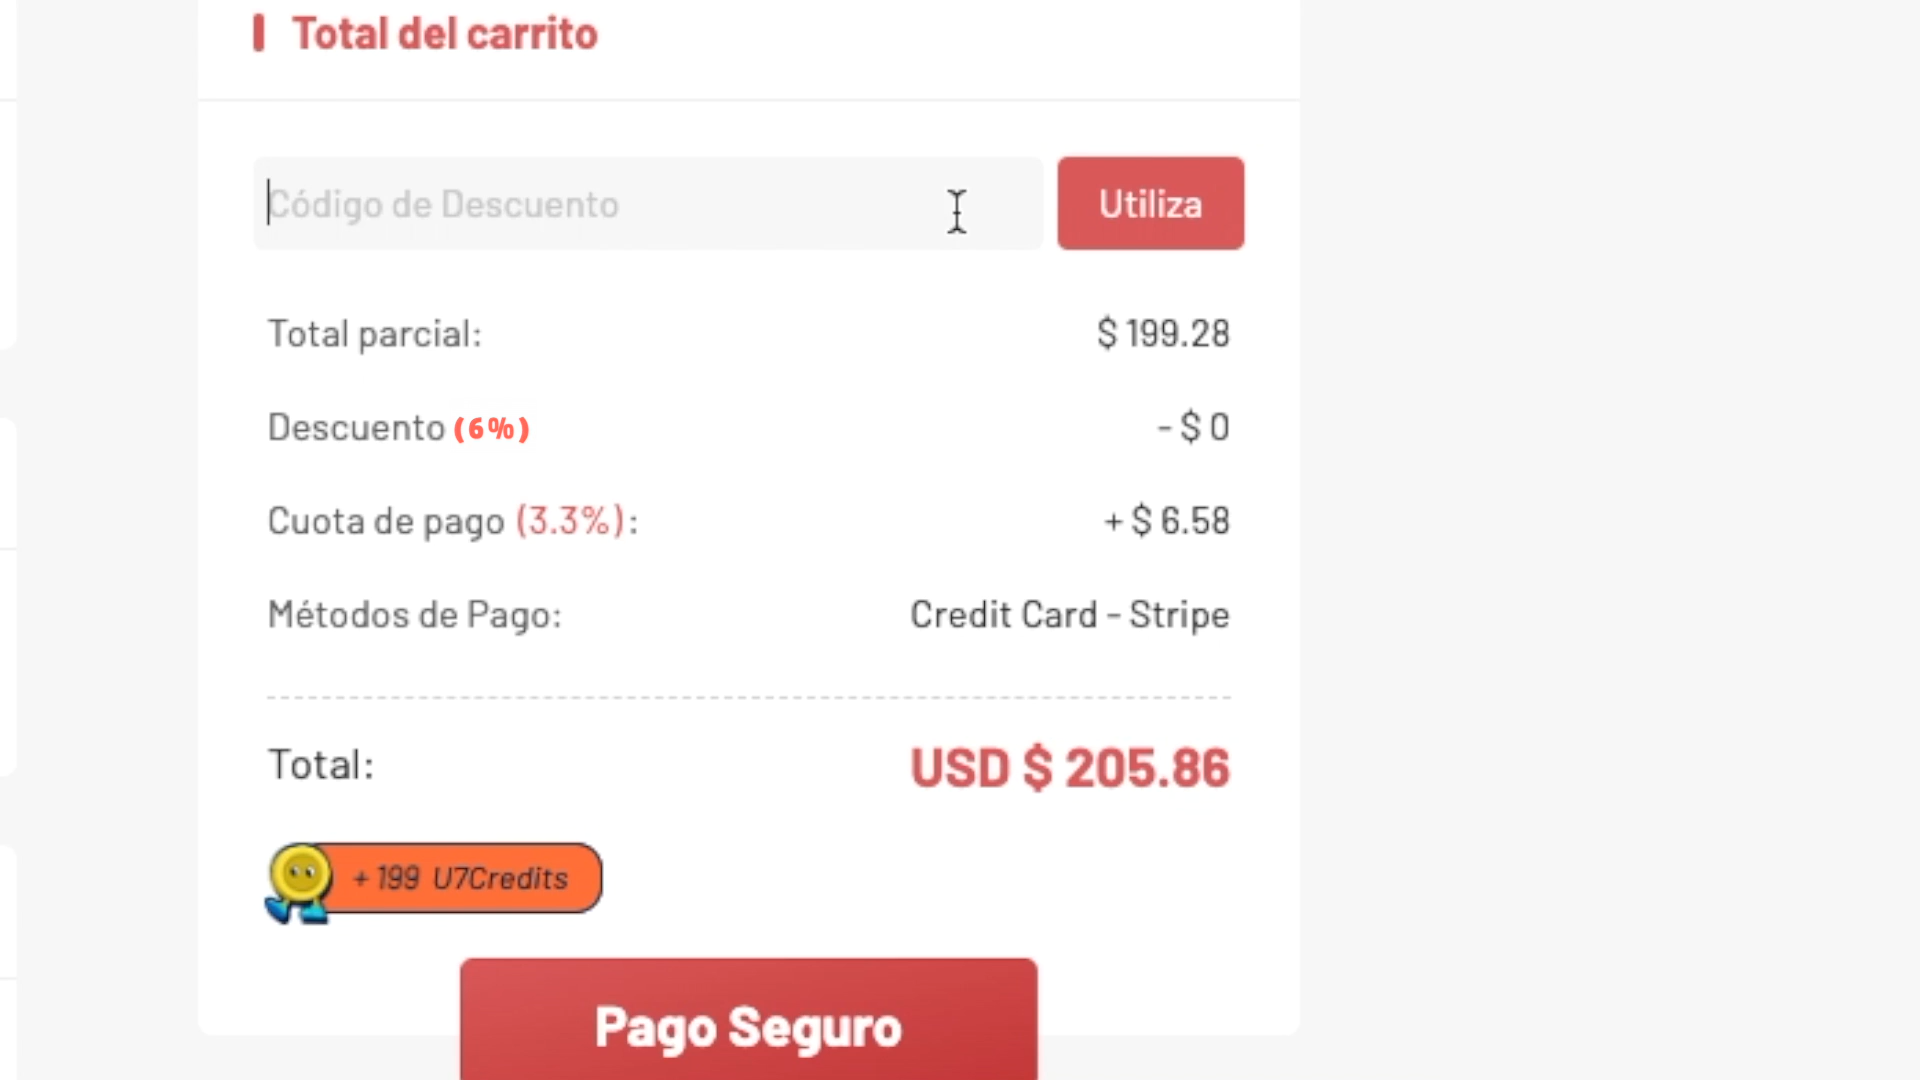 Total del carrito
Código de Descuento
Utiliza
Total parcial: $ 199.28
Descuento (6%) - $ 0
Cuota de pago (3.3%) : + $ 6.58
Métodos de Pago: Credit Card - Stripe
Total: USD $ 205.86
+ 199 U7Credits
Pago Seguro